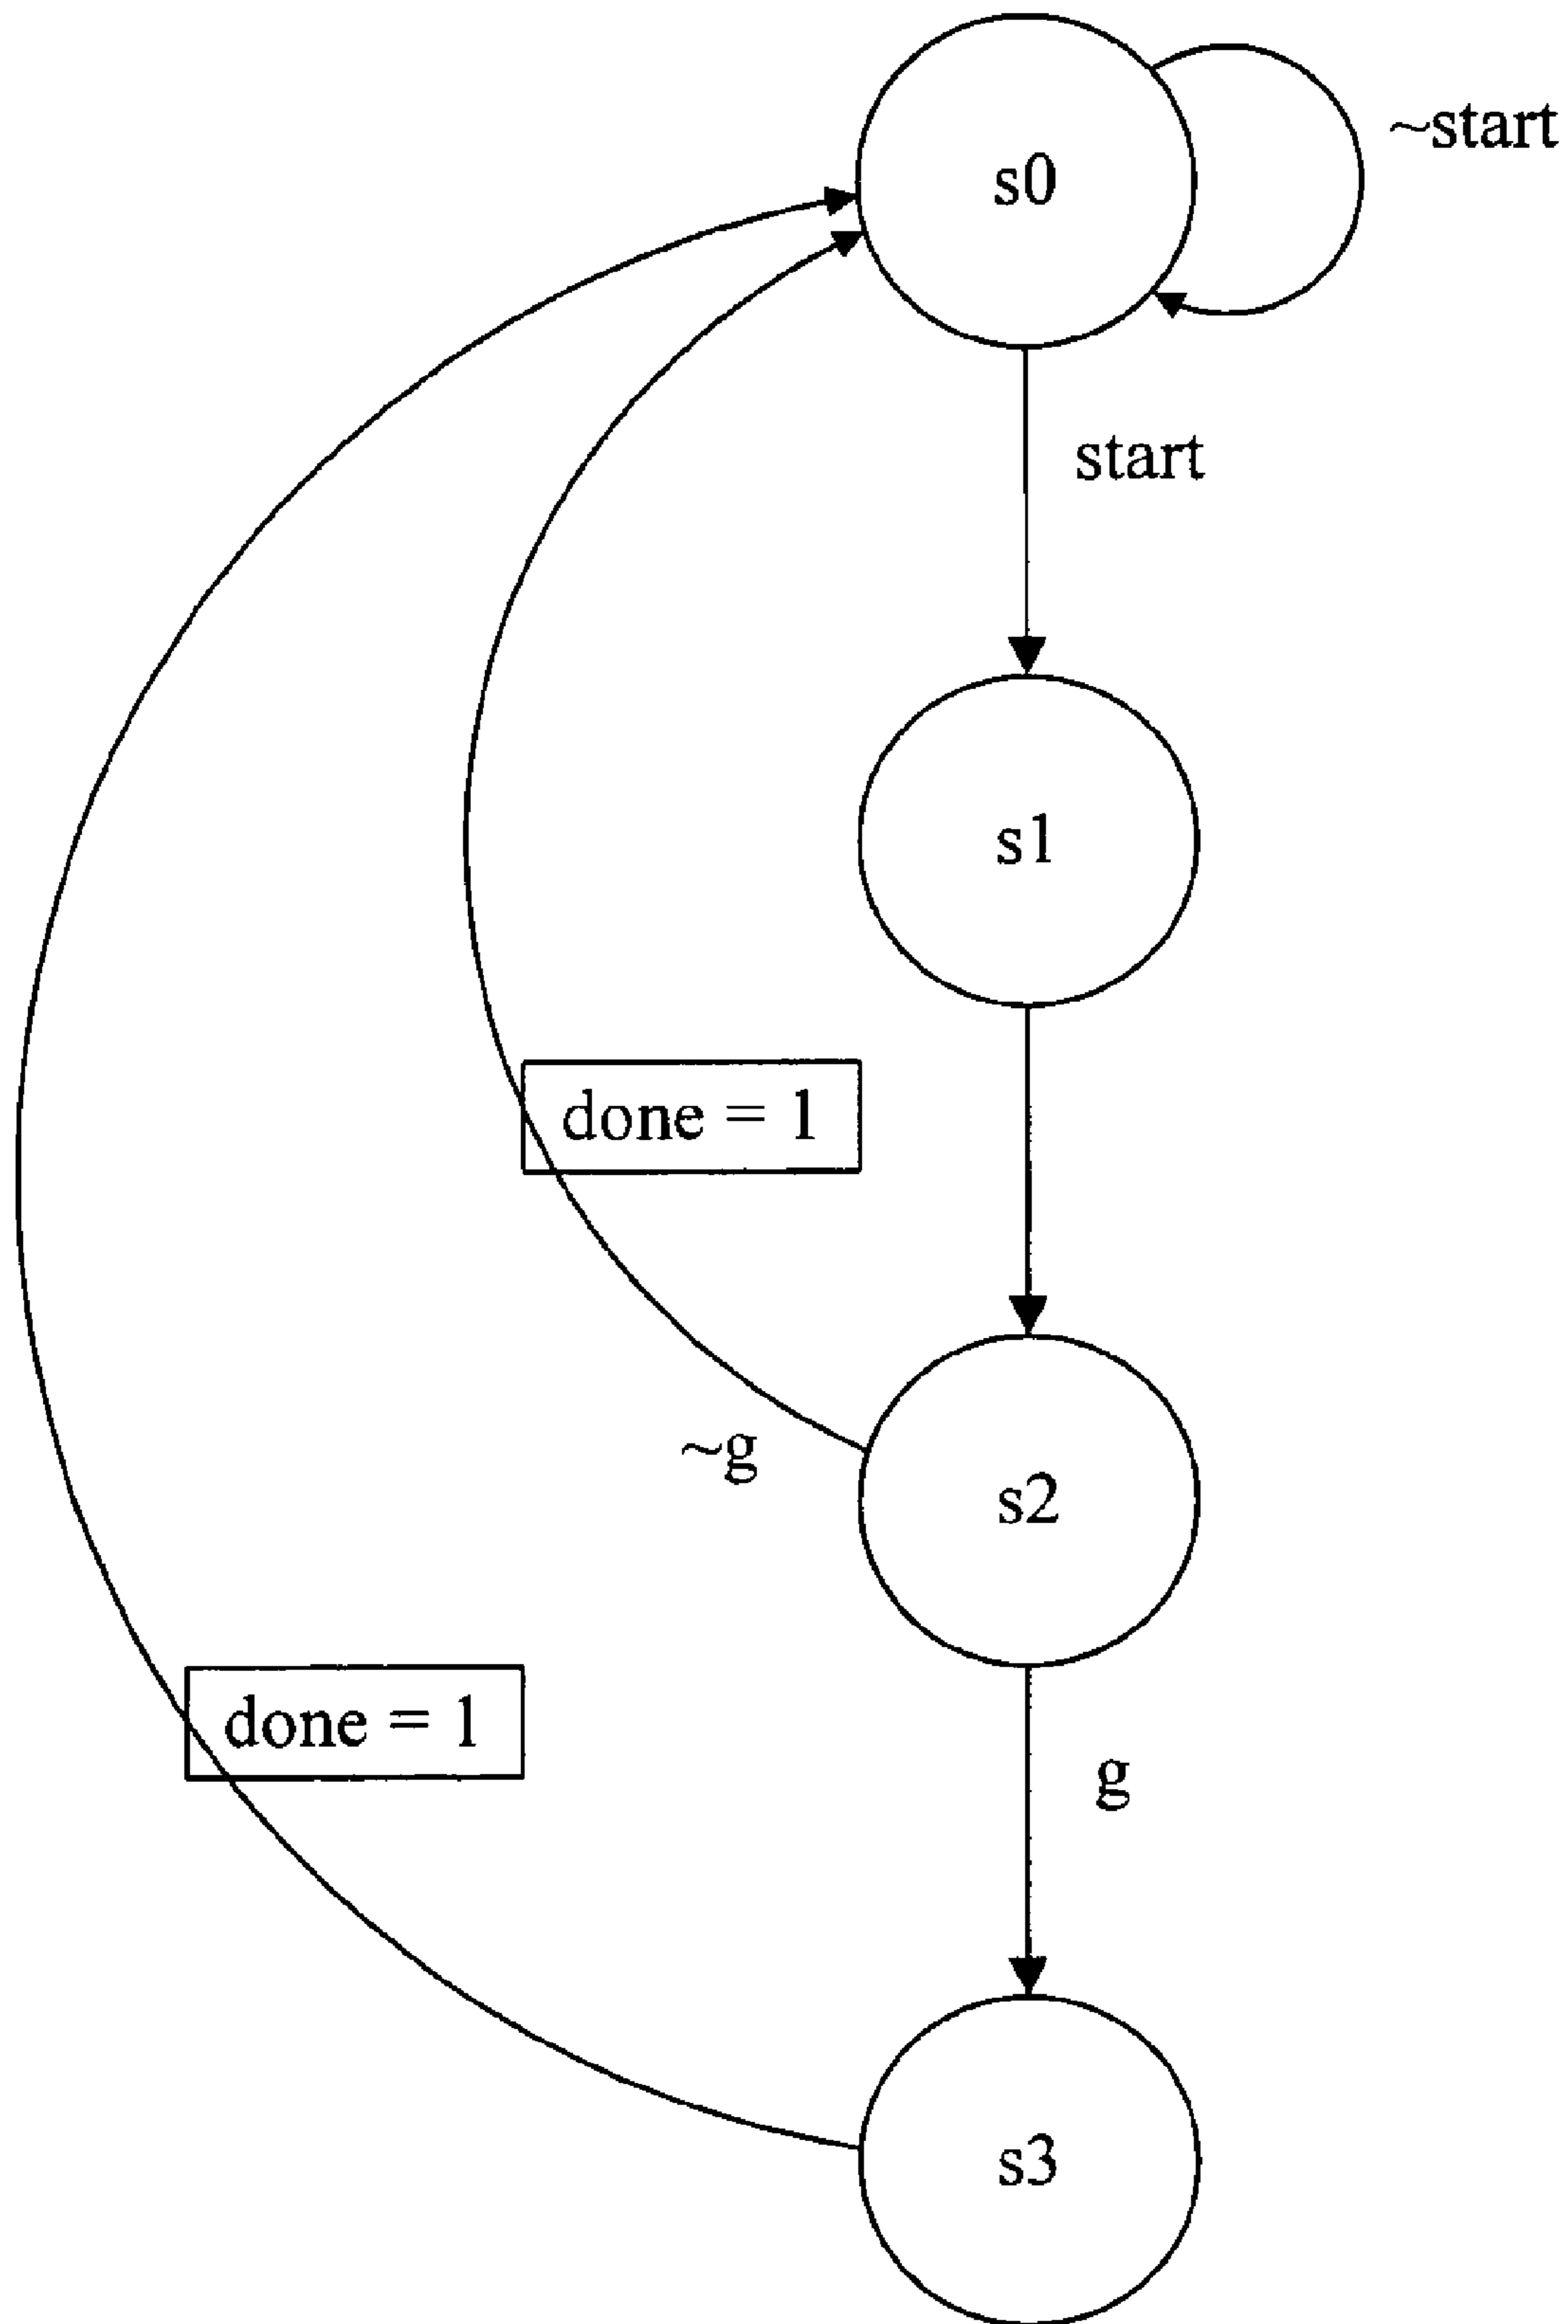 s0
~start
start
s1
done = 1
~g
s2
done = 1
g
s3